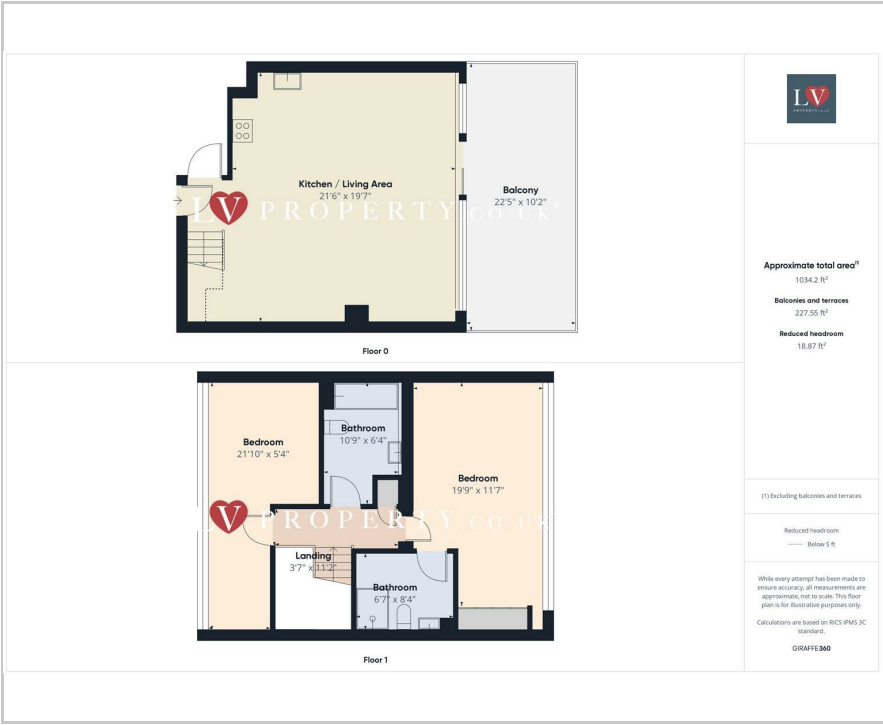 Kitchen / Living Area
21'6" x 19'7"
Balcony
22'5" x 10'2"
LV PROPERTY.CO.UK
Floor 0
Bedroom
21'10" x 5'4"
Bathroom
10'9" x 6'4"
Bedroom
19'9" x 11'7"
LV PROPERTY.CO.UK
Landing
3'7" x 11'2"
Bathroom
6'7" x 8'4"
Floor 1
LV
PROPERTY.CO.UK
Approximate total area(1)
1034.2 ft²
Balconies and terraces
227.55 ft²
Reduced headroom
18.87 ft²
(1) Excluding balconies and terraces
Reduced headroom
Below 5 ft
While every attempt has been made to
ensure accuracy, all measurements are
approximate, not to scale. This floor
plan is for illustrative purposes only.
Calculations are based on RICS IPMS 3C
standard.
GIRAFFE360